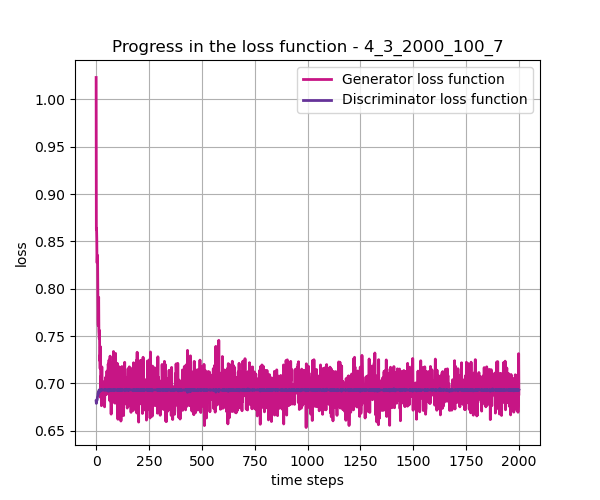 Progress in the loss function - 4_3_2000_100_7
Generator loss function
Discriminator loss function
1.00
0.95
0.90
0.85
0.80
0.75
0.70
0.65
loss
0 250 500 750 1000 1250 1500 1750 2000
time steps